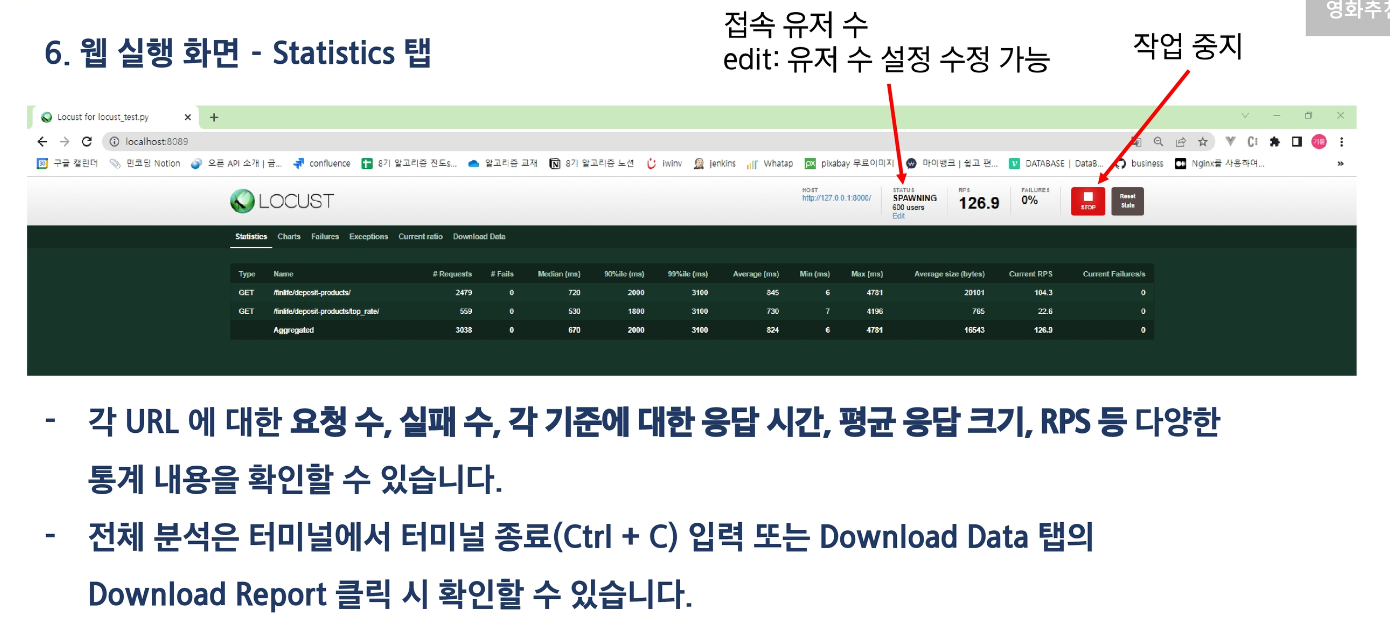 영화추천
6. 웹 실행 화면 - Statistics 탭
접속 유저 수
edit: 유저 수 설정 수정 가능
작업 중지
Locust for locust_test.py
localhost:8089
구글 캘린더 민코딩 Notion 오픈 API 소개 | 금... confluence 8기 알고리즘 진도s... 알고리즘 교재 8기 알고리즘 노션 iwinv jenkins Whatap pixabay 무료이미지 마이뱅크 | 쉽고 편... DATABASE | DataB... business Nginx를 사용하여...
LOCUST
HOST
http://127.0.0.1:8000/
STATUS
SPAWNING
600 users
Edit
RPS
126.9
FAILURES
0%
STOP
Reset
Stats
Statistics Charts Failures Exceptions Current ratio Download Data
Type Name # Requests # Fails Median (ms) 90%ile (ms) 99%ile (ms) Average (ms) Min (ms) Max (ms) Average size (bytes) Current RPS Current Failures/s
GET /finlife/deposit-products/ 2479 0 720 2000 3100 845 6 4781 20101 104.3 0
GET /finlife/deposit-products/top_rate/ 559 0 530 1800 3100 730 7 4196 765 22.6 0
Aggregated 3038 0 670 2000 3100 824 6 4781 16543 126.9 0
- 각 URL 에 대한 요청 수, 실패 수, 각 기준에 대한 응답 시간, 평균 응답 크기, RPS 등 다양한
통계 내용을 확인할 수 있습니다.
- 전체 분석은 터미널에서 터미널 종료(Ctrl + C) 입력 또는 Download Data 탭의
Download Report 클릭 시 확인할 수 있습니다.